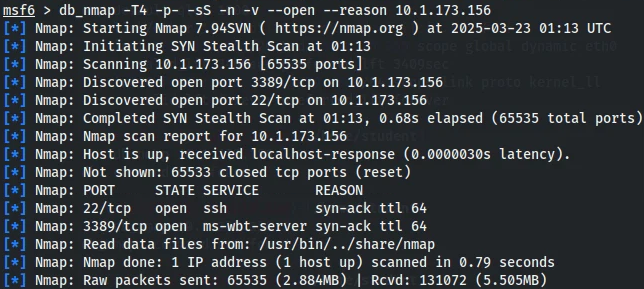 msf6 > db_nmap -T4 -p- -sS -n -v --open --reason 10.1.173.156
[*] Nmap: Starting Nmap 7.94SVN ( https://nmap.org ) at 2025-03-23 01:13 UTC
[*] Nmap: Initiating SYN Stealth Scan at 01:13
[*] Nmap: Scanning 10.1.173.156 [65535 ports]
[*] Nmap: Discovered open port 3389/tcp on 10.1.173.156
[*] Nmap: Discovered open port 22/tcp on 10.1.173.156
[*] Nmap: Completed SYN Stealth Scan at 01:13, 0.68s elapsed (65535 total ports)
[*] Nmap: Nmap scan report for 10.1.173.156
[*] Nmap: Host is up, received localhost-response (0.0000030s latency).
[*] Nmap: Not shown: 65533 closed tcp ports (reset)
[*] Nmap: PORT     STATE SERVICE       REASON
[*] Nmap: 22/tcp   open  ssh           syn-ack ttl 64
[*] Nmap: 3389/tcp open  ms-wbt-server syn-ack ttl 64
[*] Nmap: Read data files from: /usr/bin/../share/nmap
[*] Nmap: Nmap done: 1 IP address (1 host up) scanned in 0.79 seconds
[*] Nmap: Raw packets sent: 65535 (2.884MB) | Rcvd: 131072 (5.505MB)